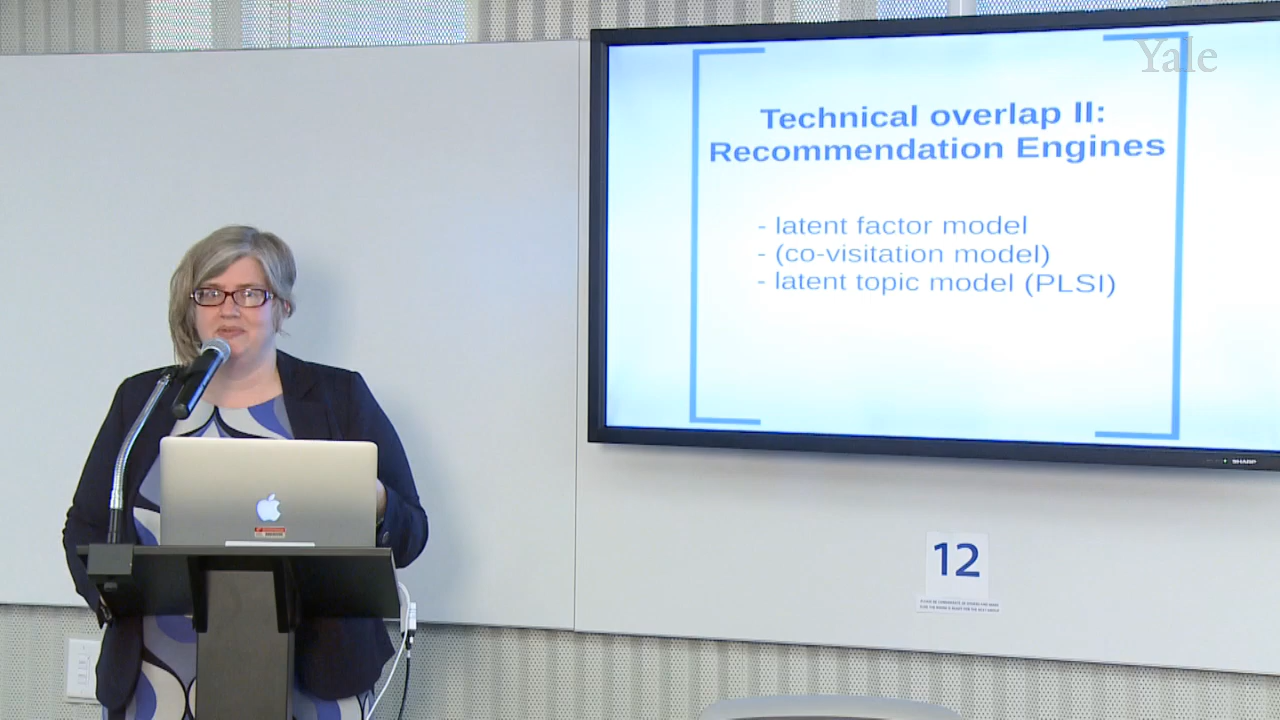 Yale
Technical overlap II:
Recommendation Engines
- latent factor model
- (co-visitation model)
- latent topic model (PLSI)
SHARP
12